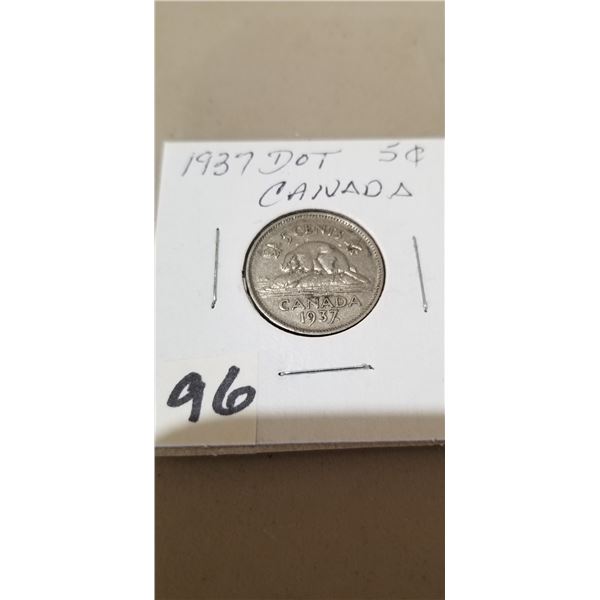 1937 DOT 5¢
CANADA
5 CENTS
CANADA
1937.
96